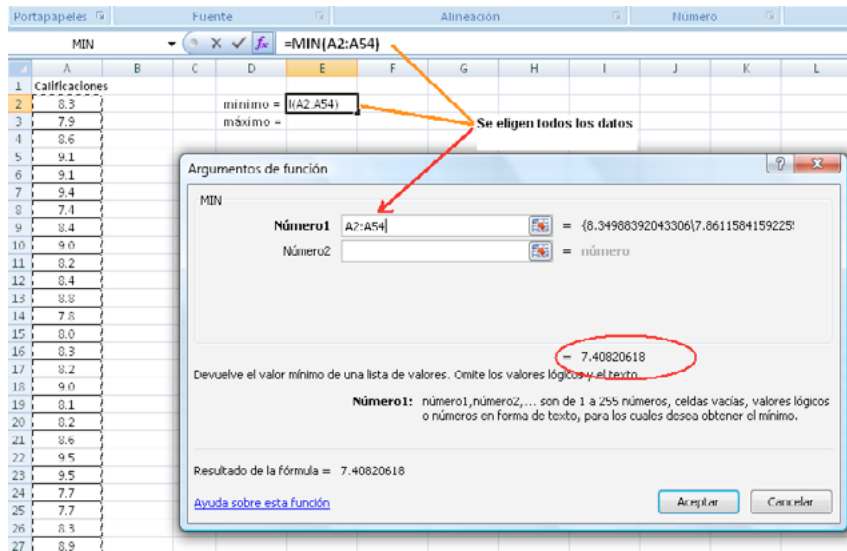 Portapapeles Fuente Alineación Número
MIN =MIN(A2:A54)
A B C D E F G H I J K L
1 Calificaciones
2 8.3 mínimo = I(A2:A54)
3 7.9 máximo =
Se eligen todos los datos
4 8.6
5 9.1
6 9.1
7 9.4
8 7.4
9 8.4
10 9.0
11 8.2
12 8.4
13 8.8
14 7.8
15 8.0
16 8.3
17 8.2
18 9.0
19 8.1
20 8.2
21 8.6
22 9.5
23 9.5
24 7.7
25 7.7
26 8.3
27 8.9
Argumentos de función
MIN
Número1 A2:A54 = {8.34988392043306\7.8611584159225
Número2 = número
= 7.40820618
Devuelve el valor mínimo de una lista de valores. Omite los valores lógicos y el texto.
Número1: número1,número2,... son de 1 a 255 números, celdas vacías, valores lógicos
o números en forma de texto, para los cuales desea obtener el mínimo.
Resultado de la fórmula = 7.40820618
Ayuda sobre esta función Aceptar Cancelar